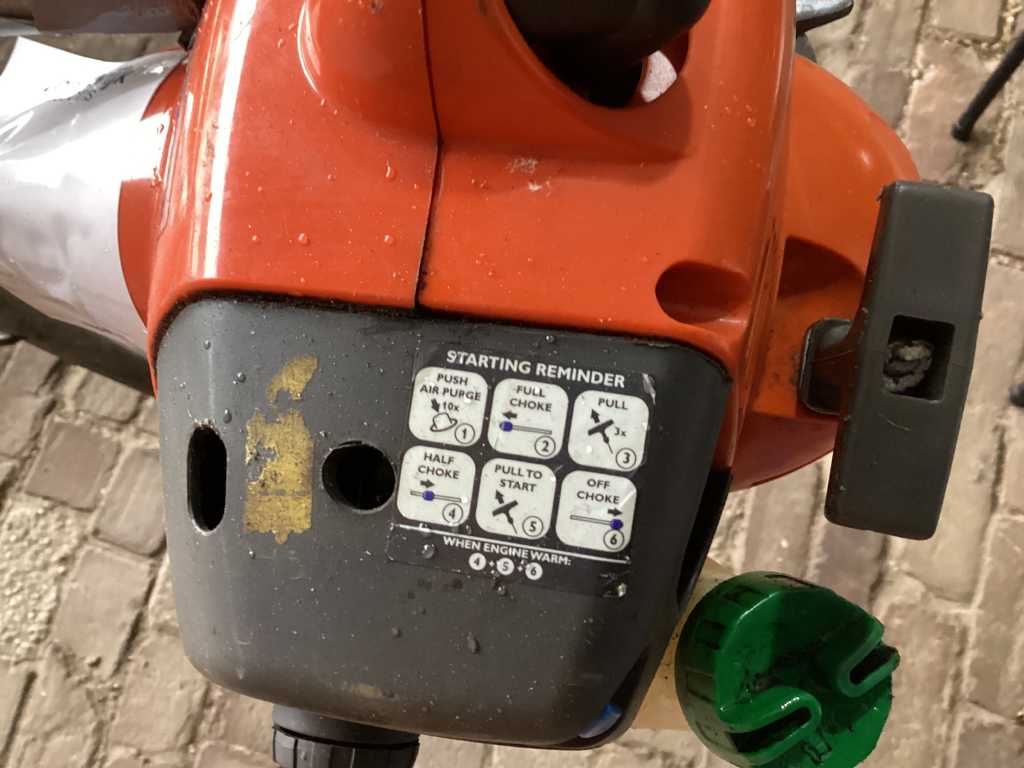 STARTING REMINDER
PUSH
AIR PURGE
10x
1
FULL
CHOKE
2
PULL
3x
3
HALF
CHOKE
4
PULL TO
START
5
OFF
CHOKE
6
WHEN ENGINE WARM:
4 + 5 + 6